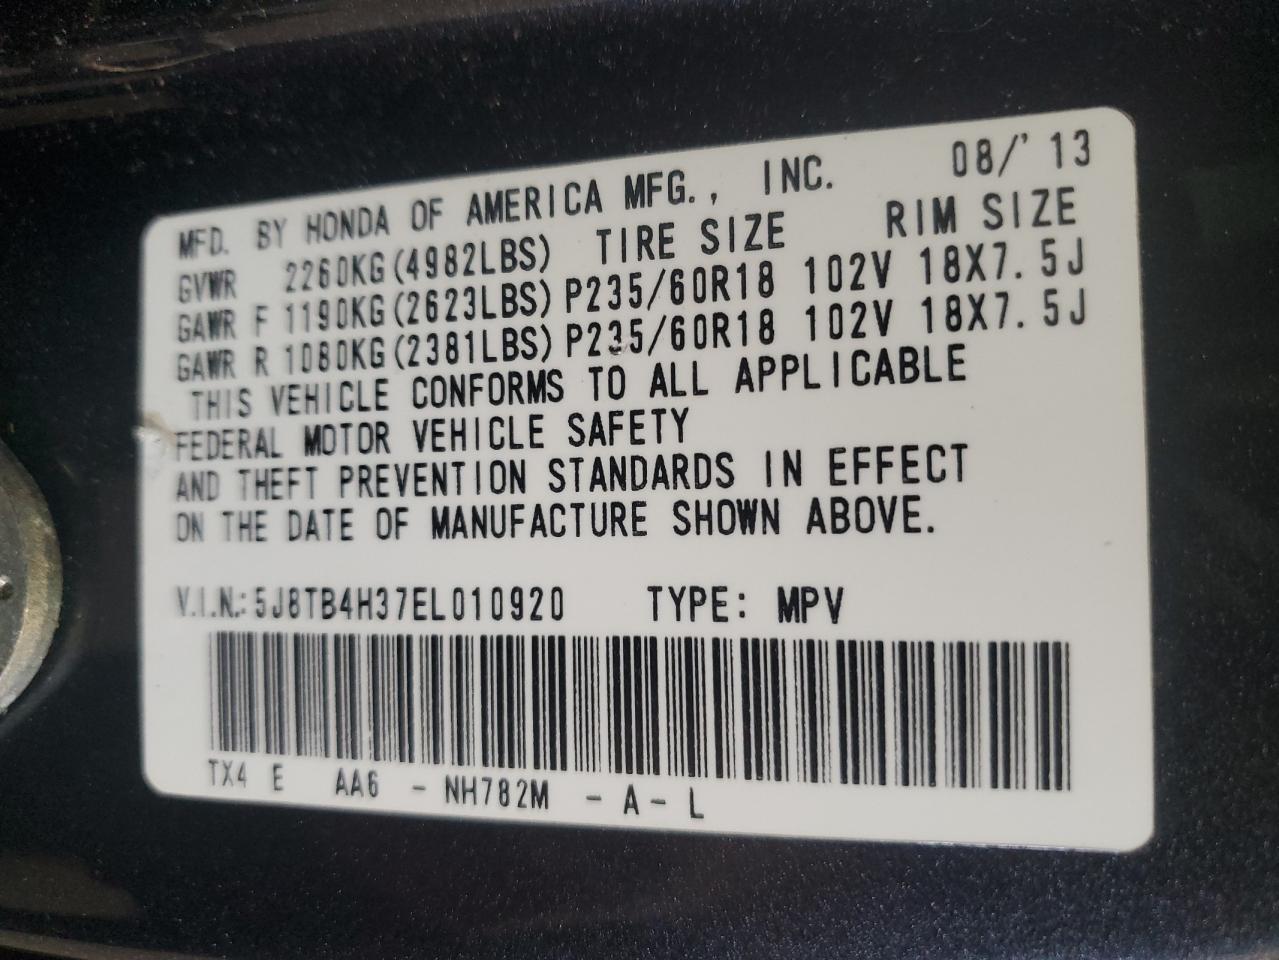 MFD. BY HONDA OF AMERICA MFG., INC. 08/'13
GVWR 2260KG(4982LBS) TIRE SIZE RIM SIZE
GAWR F 1190KG(2623LBS) P235/60R18 102V 18X7.5J
GAWR R 1080KG(2381LBS) P235/60R18 102V 18X7.5J
THIS VEHICLE CONFORMS TO ALL APPLICABLE
FEDERAL MOTOR VEHICLE SAFETY
AND THEFT PREVENTION STANDARDS IN EFFECT
ON THE DATE OF MANUFACTURE SHOWN ABOVE.
V.I.N.: 5J8TB4H37EL010920 TYPE: MPV
TX4 E AA6 - NH782M - A - L